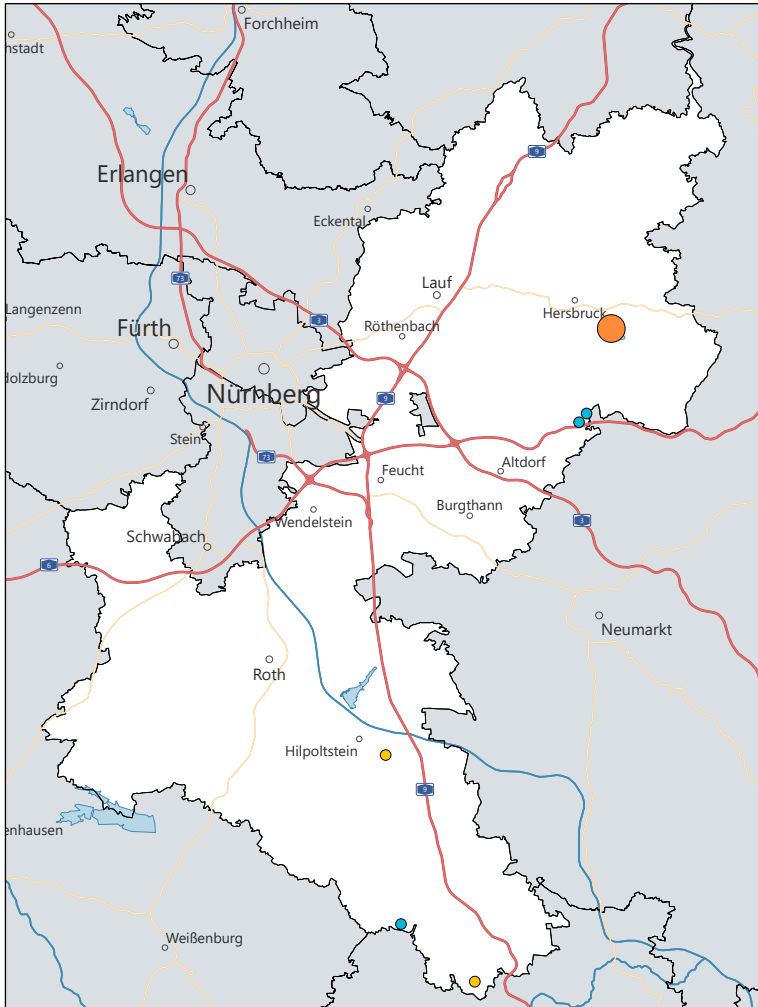 Forchheim
nstadt
9
Erlangen
Eckental
73
Lauf
Langenzenn
Hersbruck
3
Röthenbach
Fürth
dolzburg
Zirndorf
Nürnberg
9
Stein
73
Altdorf
Feucht
Burgthann
Wendelstein
3
Schwabach
6
Neumarkt
Roth
Hilpoltstein
9
enhausen
Weißenburg